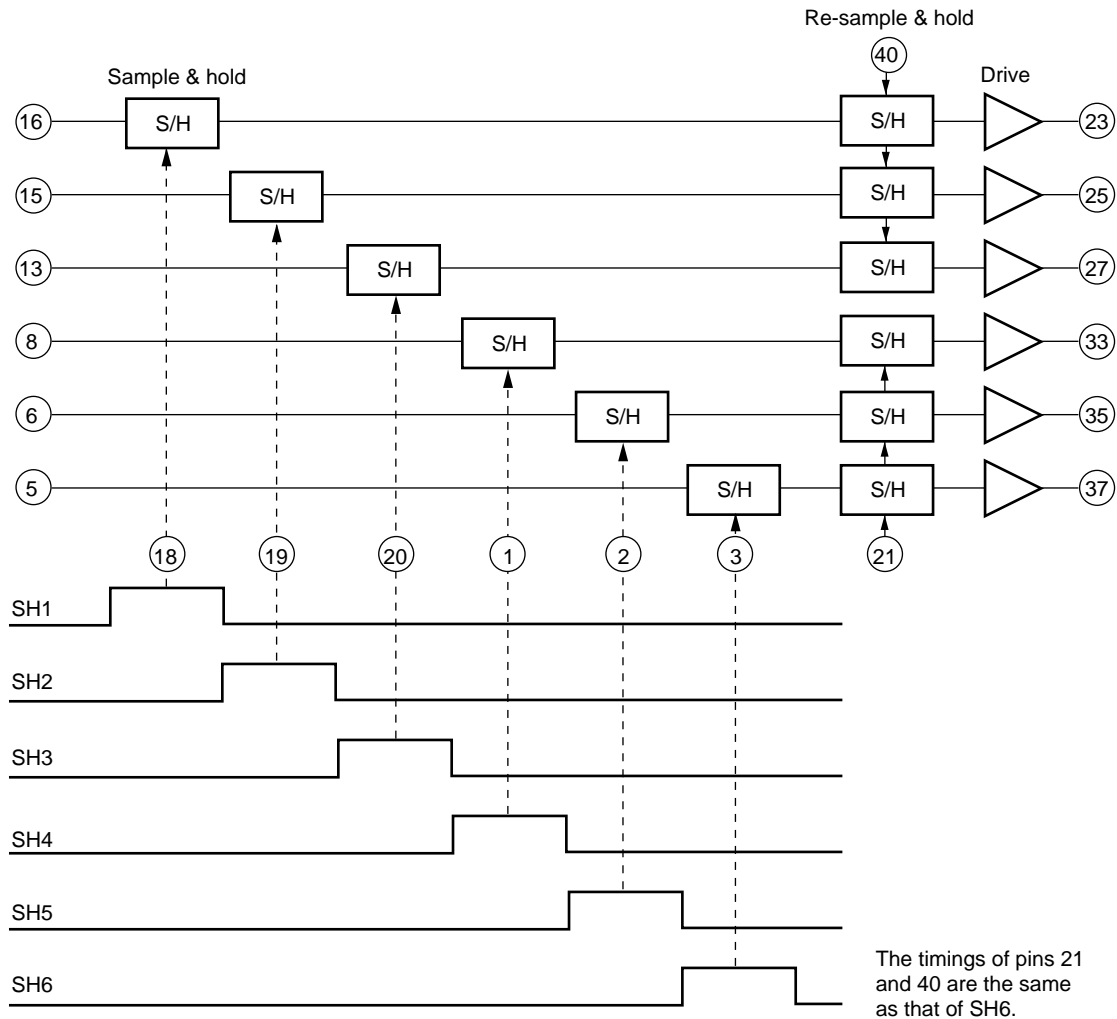 Re-sample & hold
40
Sample & hold
Drive
16
S/H
S/H
23
15
S/H
S/H
25
13
S/H
S/H
27
8
S/H
S/H
33
6
S/H
S/H
35
5
S/H
S/H
37
18
19
20
1
2
3
21
SH1
SH2
SH3
SH4
SH5
SH6
The timings of pins 21
and 40 are the same
as that of SH6.